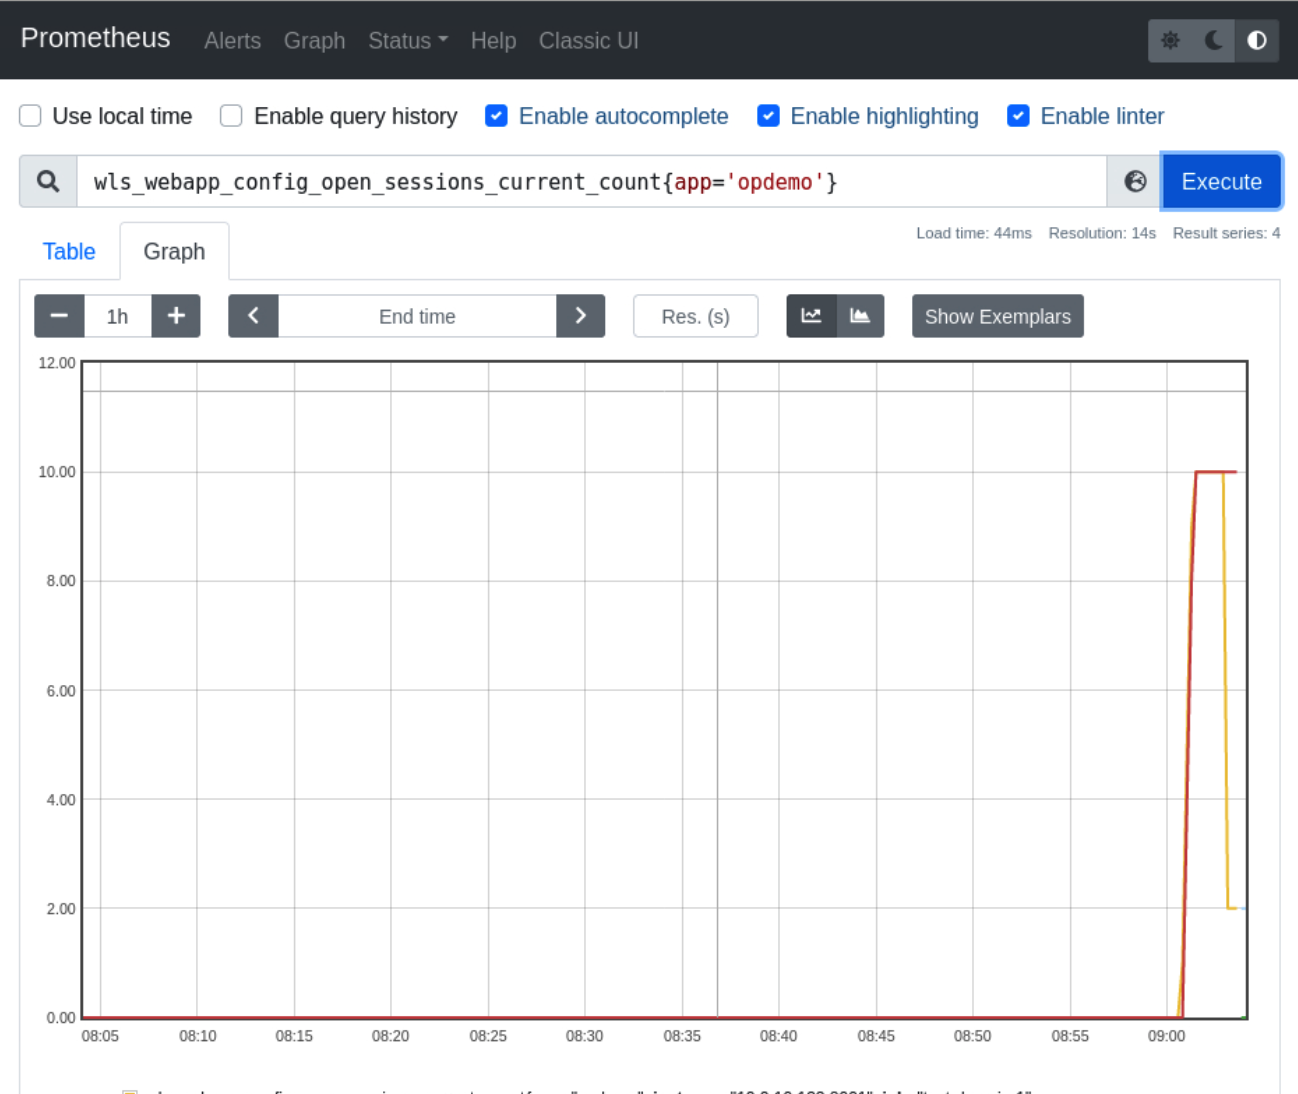 Prometheus Alerts Graph Status Help Classic UI
Use local time Enable query history Enable autocomplete Enable highlighting Enable linter
wls_webapp_config_open_sessions_current_count{app='opdemo'} Execute
Load time: 44ms Resolution: 14s Result series: 4
Table Graph
1h End time Res. (s) Show Exemplars
12.00
10.00
8.00
6.00
4.00
2.00
0.00
08:05 08:10 08:15 08:20 08:25 08:30 08:35 08:40 08:45 08:50 08:55 09:00